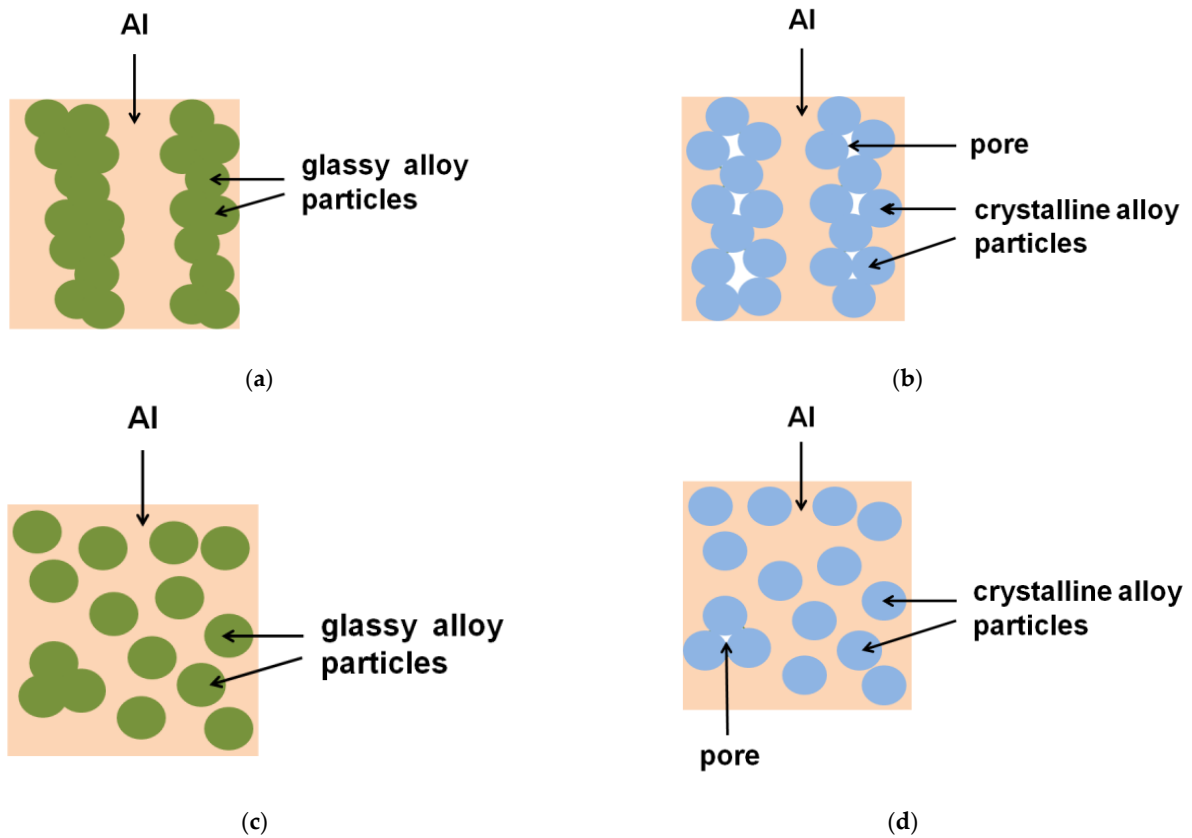 Al
glassy alloy
particles
(a)
Al
pore
crystalline alloy
particles
(b)
Al
glassy alloy
particles
(c)
Al
crystalline alloy
particles
pore
(d)